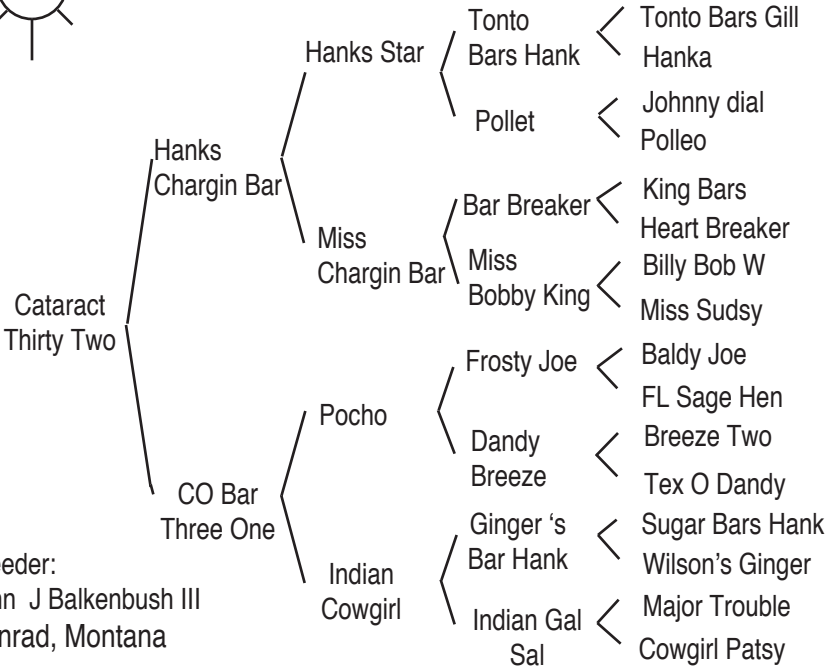 Tonto
Bars Hank
Tonto Bars Gill
Hanka
Hanks Star
Pollet
Johnny dial
Polleo
Hanks
Chargin Bar
Bar Breaker
King Bars
Heart Breaker
Miss
Chargin Bar
Miss
Bobby King
Billy Bob W
Miss Sudsy
Cataract
Thirty Two
Frosty Joe
Baldy Joe
FL Sage Hen
Pocho
Dandy
Breeze
Breeze Two
Tex O Dandy
CO Bar
Three One
Ginger ‘s
Bar Hank
Sugar Bars Hank
Wilson’s Ginger
Indian
Cowgirl
Indian Gal
Sal
Major Trouble
Cowgirl Patsy
eeder:
nn J Balkenbush III
nrad, Montana